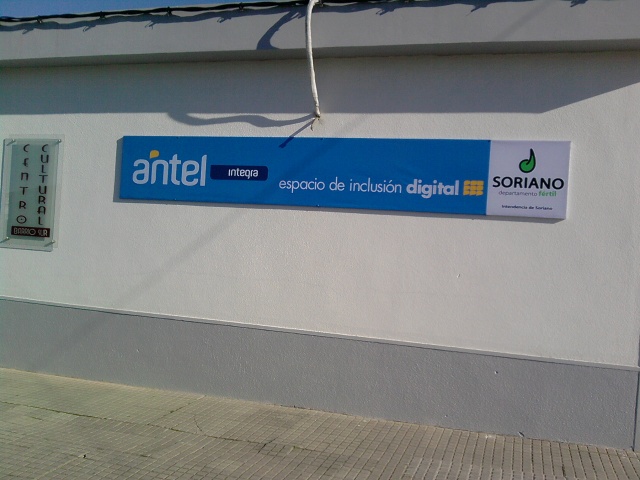 CENTRO
CULTURAL
antel
integra
espacio de inclusión digital
SORIANO
departamento fértil
Intendencia de Soriano